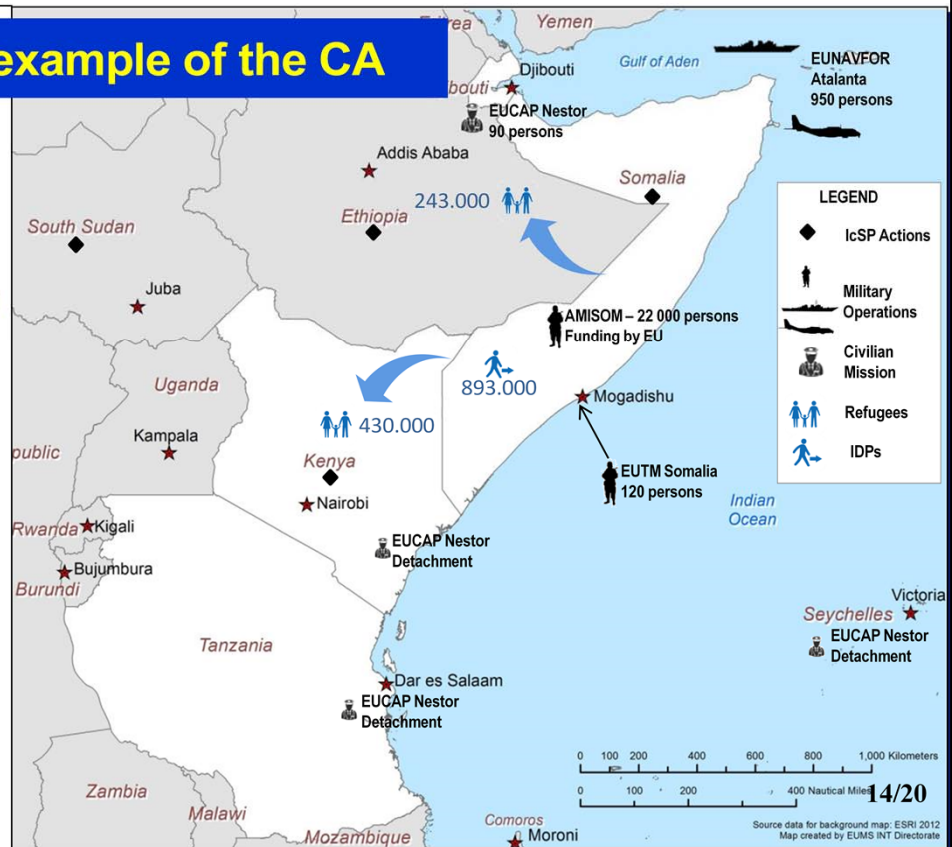 example of the CA
Eritrea
Yemen
Djibouti
Gulf of Aden
EUNAVFOR
Atalanta
950 persons
bouti
EUCAP Nestor
90 persons
Addis Ababa
243.000
Somalia
Ethiopia
South Sudan
Juba
LEGEND
IcSP Actions
Military
Operations
Civilian
Mission
Refugees
IDPs
AMISOM – 22 000 persons
Funding by EU
893.000
Mogadishu
Uganda
Kampala
public
430.000
Kenya
Nairobi
EUTM Somalia
120 persons
Indian
Ocean
Rwanda
Kigali
Bujumbura
Burundi
EUCAP Nestor
Detachment
Victoria
Seychelles
EUCAP Nestor
Detachment
Tanzania
Dar es Salaam
EUCAP Nestor
Detachment
0 100 200 400 600 800 1,000 Kilometers
0 100 200 400 Nautical Miles
14/20
Zambia
Malawi
Mozambique
Comoros
Moroni
Source data for background map: ESRI 2012
Map created by EUMS INT Directorate